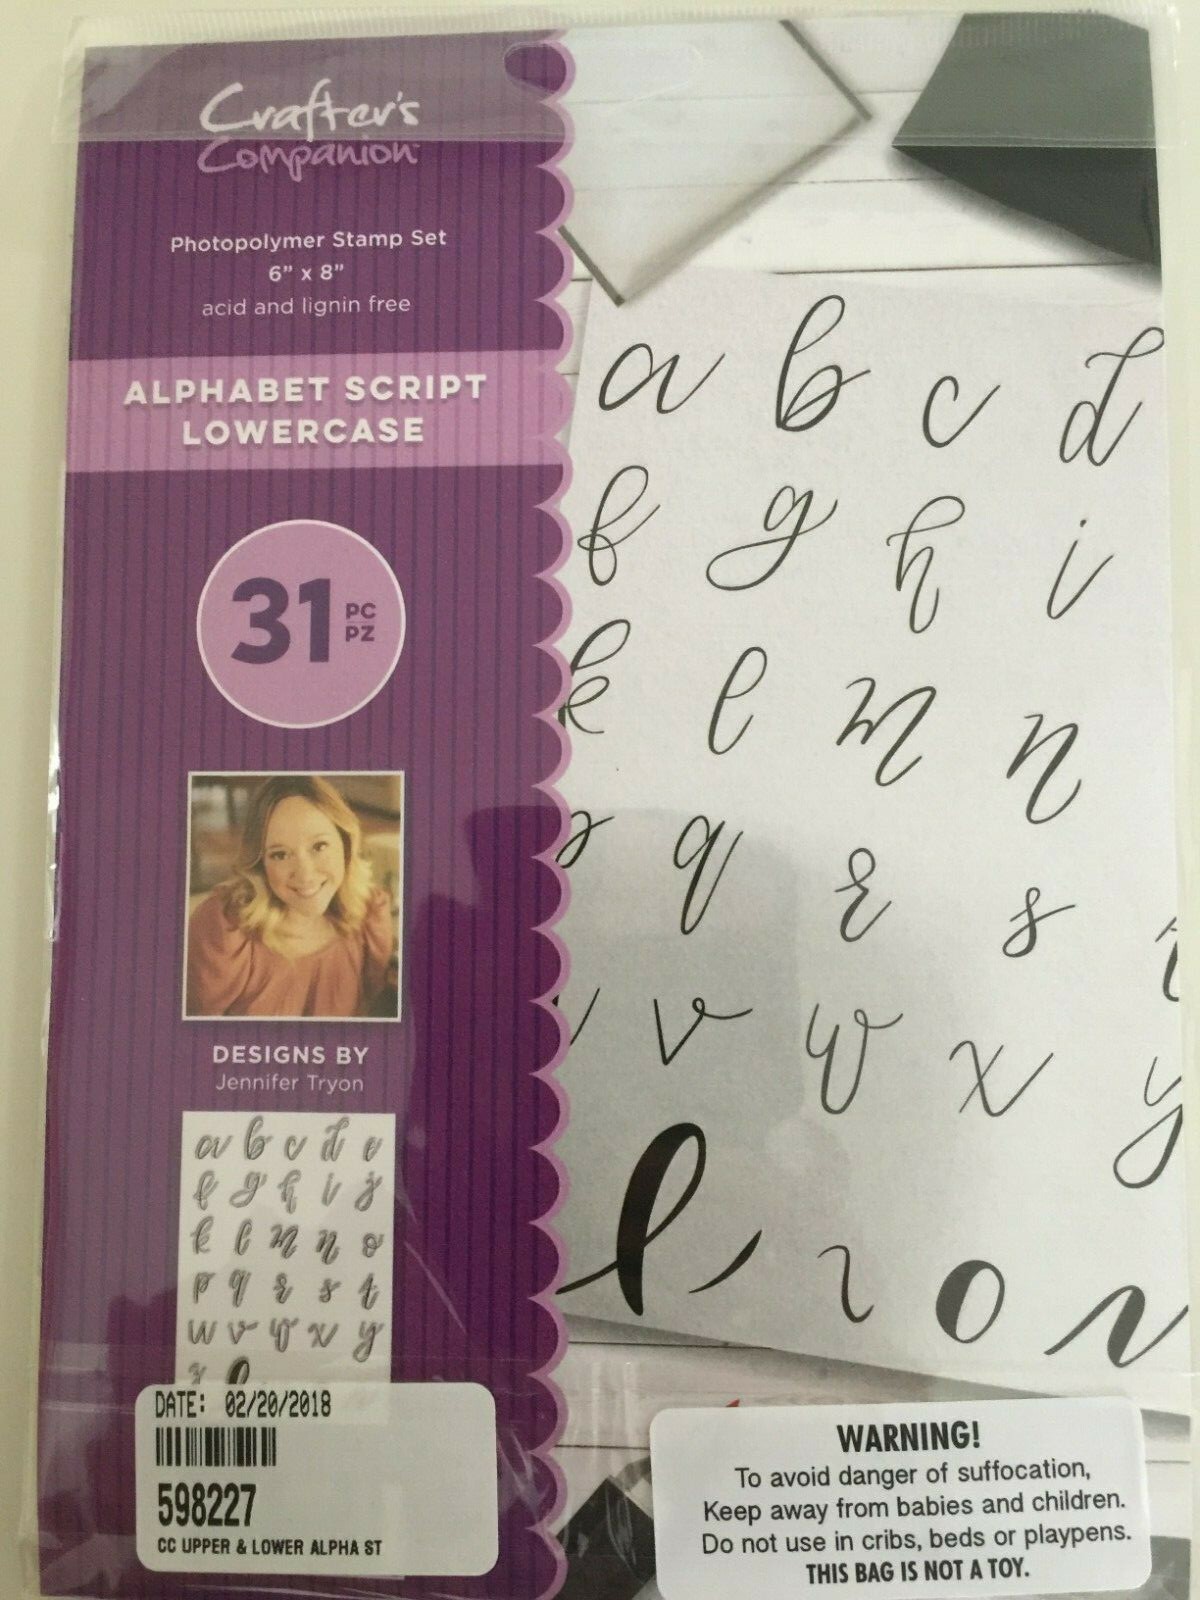 Crafter's
Companion
Photopolymer Stamp Set
6" x 8"
acid and lignin free
ALPHABET SCRIPT
LOWERCASE
31 PC
PZ
DESIGNS BY
Jennifer Tryon
a b c d e
f g h i j
k l m n o
p q r s t
u v w x y
z
DATE: 02/20/2018
598227
CC UPPER & LOWER ALPHA ST
a b c d
f g h i
k l m n
p q r s t
v w x y
l z o r
WARNING!
To avoid danger of suffocation,
Keep away from babies and children.
Do not use in cribs, beds or playpens.
THIS BAG IS NOT A TOY.